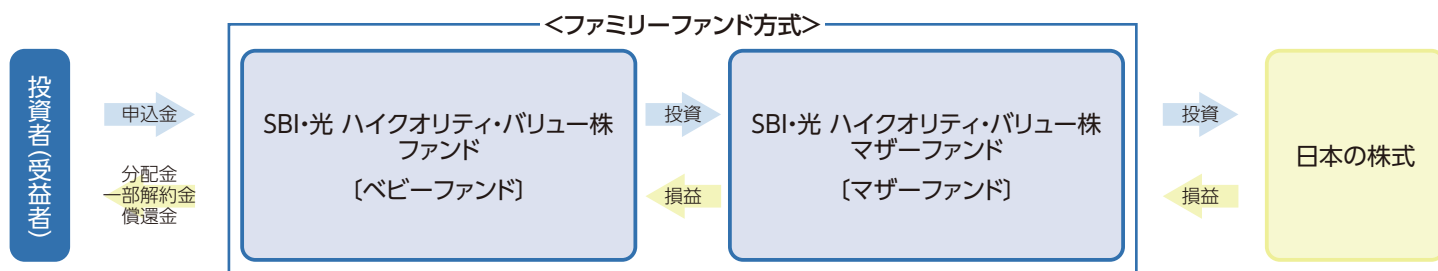 <ファミリーファンド方式>
投資者(受益者)
申込金
分配金
一部解約金
償還金
SBI・光 ハイクオリティ・バリュー株
ファンド
〔ベビーファンド〕
投資
損益
SBI・光 ハイクオリティ・バリュー株
マザーファンド
〔マザーファンド〕
投資
損益
日本の株式